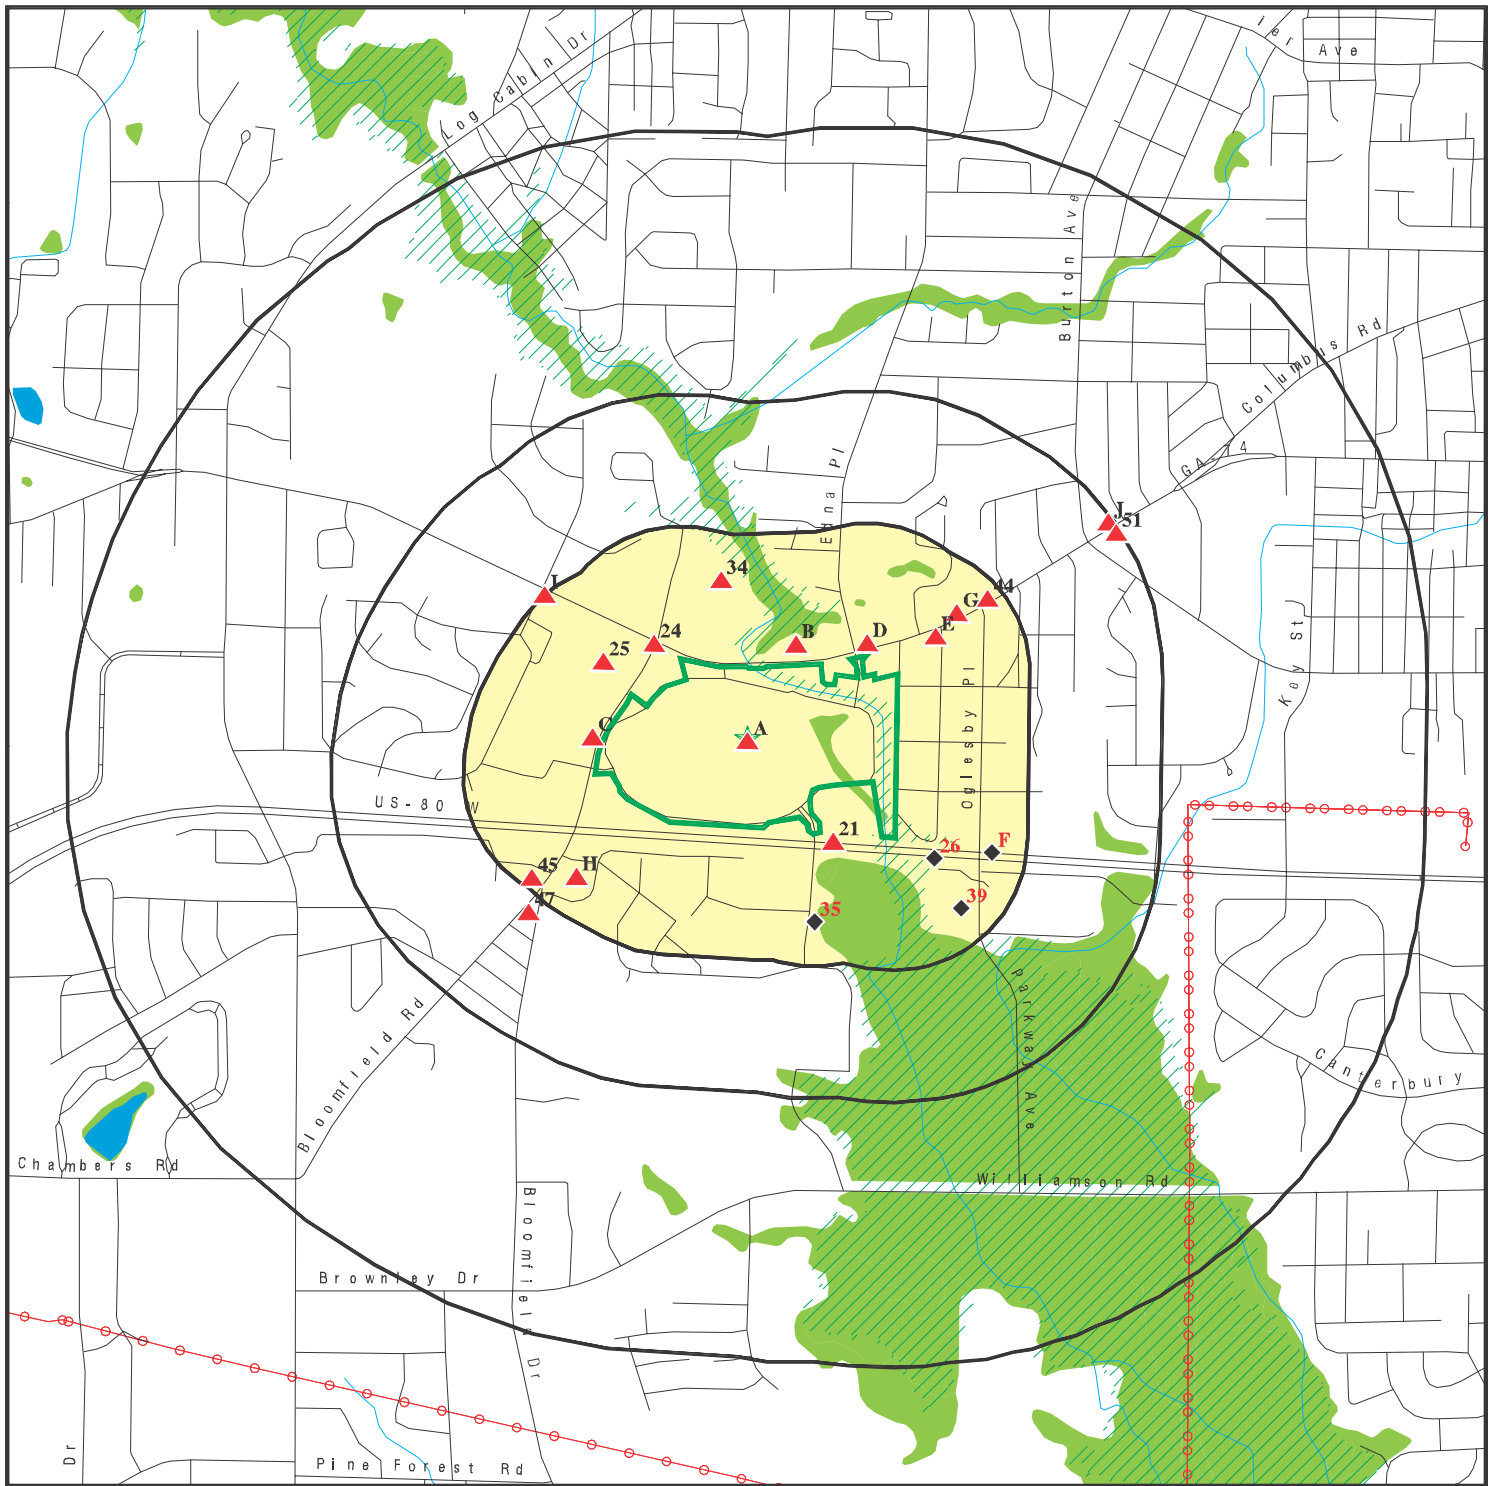 ier Ave
Log Cabin Dr
Burton Ave
Columbus Rd
GA-74
Edna Pl
J
51
I
34
44
G
E
24
B
D
25
Key St
C
A
Oglesby Pl
US-80 W
21
26
F
45
H
47
39
35
Bloomfield Rd
Parkway Ave
Canterbury
Chambers Rd
Williamson Rd
Bloomfield Dr
Brownley Dr
Dr
Pine Forest Rd